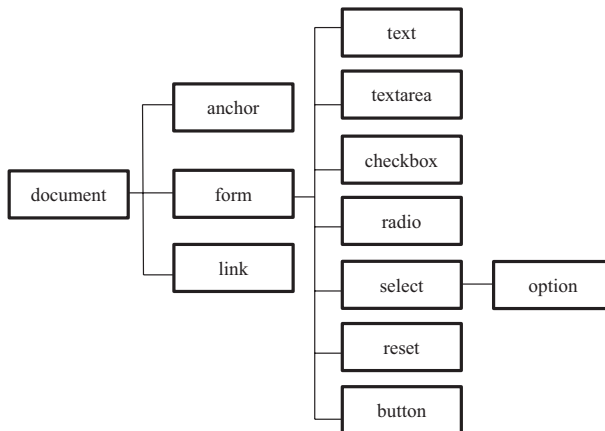 document
anchor
form
link
text
textarea
checkbox
radio
select
option
reset
button